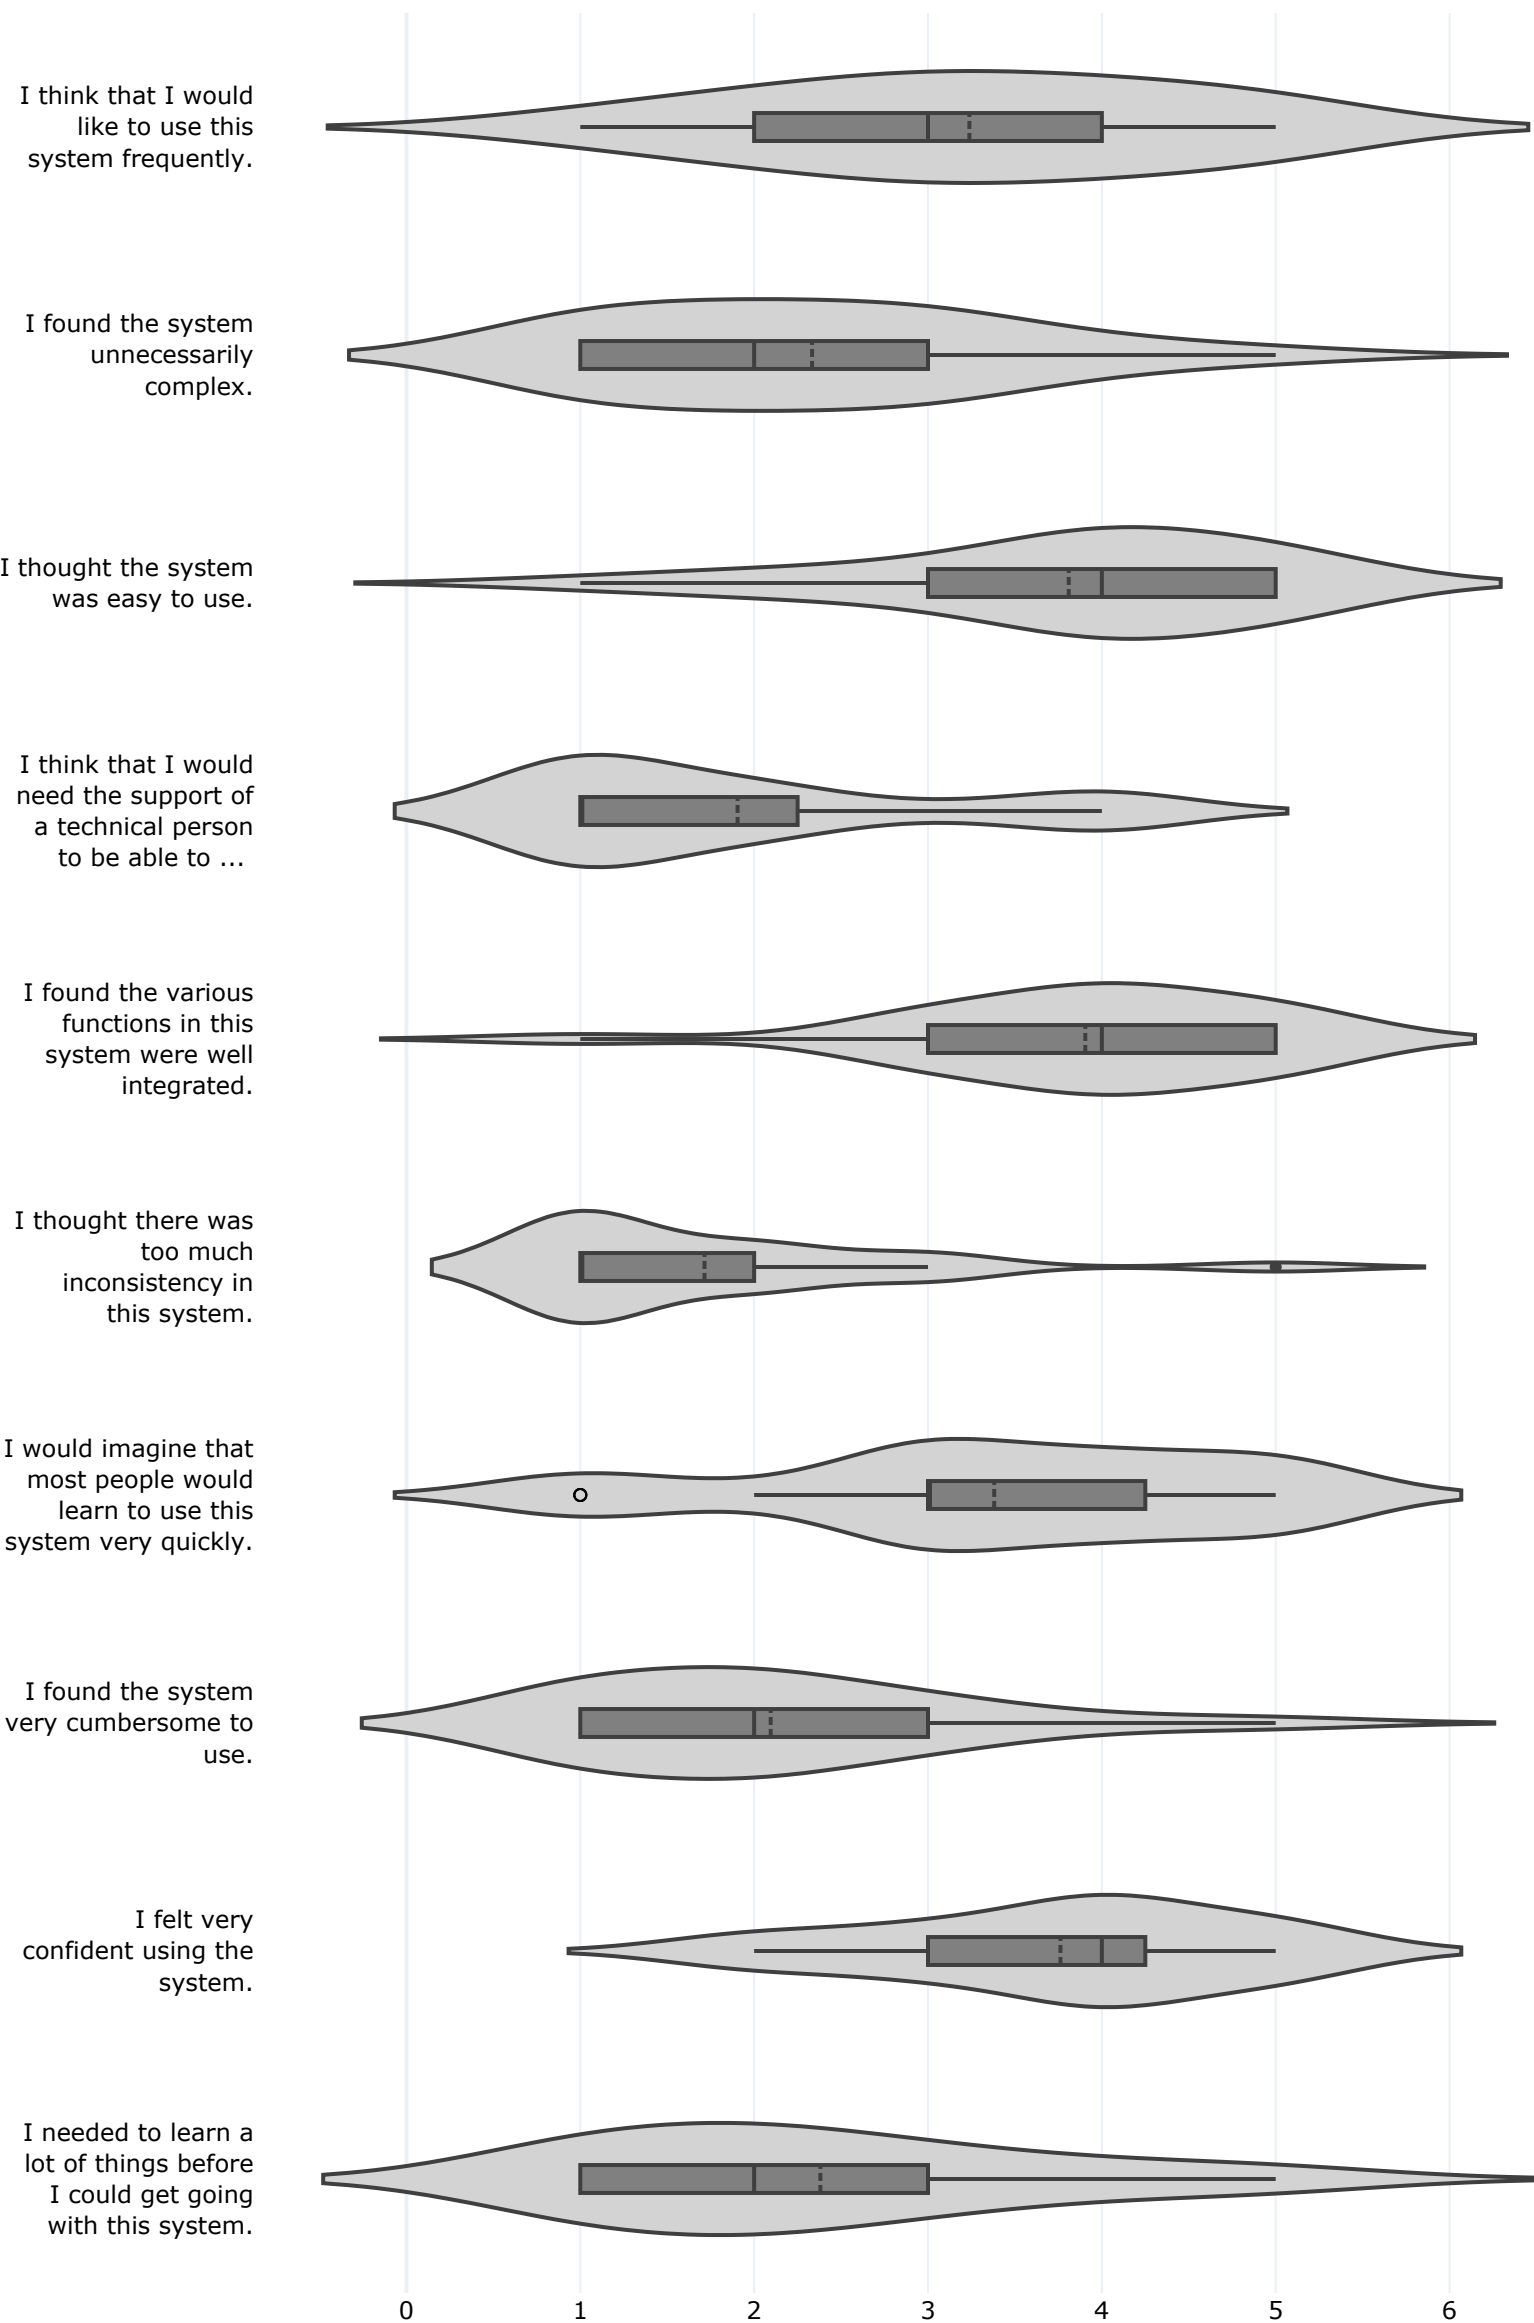 I think that I would
like to use this
system frequently.
I found the system
unnecessarily
complex.
I thought the system
was easy to use.
I think that I would
need the support of
a technical person
to be able to ...
I found the various
functions in this
system were well
integrated.
I thought there was
too much
inconsistency in
this system.
I would imagine that
most people would
learn to use this
system very quickly.
I found the system
very cumbersome to
use.
I felt very
confident using the
system.
I needed to learn a
lot of things before
I could get going
with this system.
0 1 2 3 4 5 6